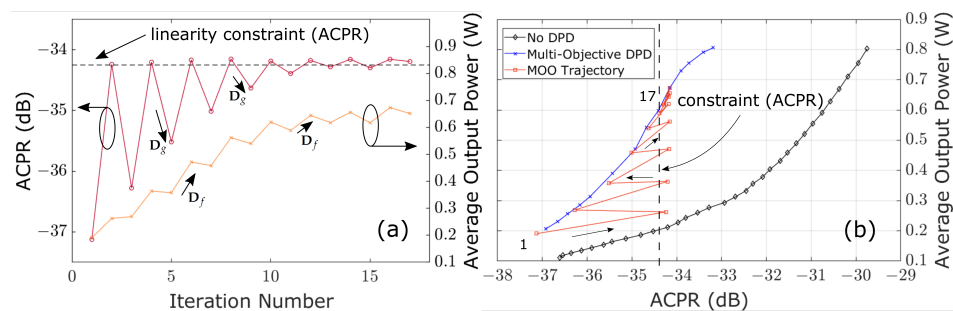 linearity constraint (ACPR)
−34
−35
−36
−37
ACPR (dB)
0.9
0.8
0.7
0.6
0.5
0.4
0.3
0.2
0.1
Average Output Power (W)
D_g
D_g
D_f
D_f
(a)
0
5
10
15
Iteration Number
No DPD
Multi-Objective DPD
MOO Trajectory
17
constraint (ACPR)
1
(b)
0.9
0.8
0.7
0.6
0.5
0.4
0.3
0.2
0.1
Average Output Power (W)
−38
−37
−36
−35
−34
−33
−32
−31
−30
−29
ACPR (dB)